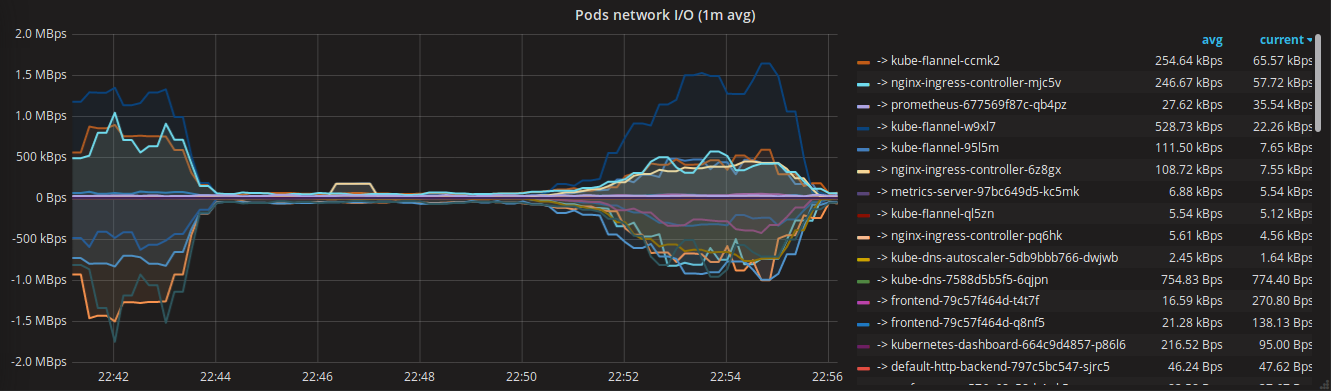 Pods network I/O (1m avg)
2.0 MBps
1.5 MBps
1.0 MBps
500 kBps
0 Bps
-500 kBps
-1.0 MBps
-1.5 MBps
-2.0 MBps
22:42 22:44 22:46 22:48 22:50 22:52 22:54 22:56
avg current
-> kube-flannel-ccmk2 254.64 kBps 65.57 kBps
-> nginx-ingress-controller-mjc5v 246.67 kBps 57.72 kBps
-> prometheus-677569f87c-qb4pz 27.62 kBps 35.54 kBps
-> kube-flannel-w9xl7 528.73 kBps 22.26 kBps
-> kube-flannel-95l5m 111.50 kBps 7.65 kBps
-> nginx-ingress-controller-6z8gx 108.72 kBps 7.55 kBps
-> metrics-server-97bc649d5-kc5mk 6.88 kBps 5.54 kBps
-> kube-flannel-ql5zn 5.54 kBps 5.12 kBps
-> nginx-ingress-controller-pq6hk 5.61 kBps 4.56 kBps
-> kube-dns-autoscaler-5db9bbb766-dwjwb 2.45 kBps 1.64 kBps
-> kube-dns-7588d5b5f5-6qjpn 754.83 Bps 774.40 Bps
-> frontend-79c57f464d-t4t7f 16.59 kBps 270.80 Bps
-> frontend-79c57f464d-q8nf5 21.28 kBps 138.13 Bps
-> kubernetes-dashboard-664c9d4857-p86l6 216.52 Bps 95.00 Bps
-> default-http-backend-797c5bc547-sjrc5 46.24 Bps 47.62 Bps